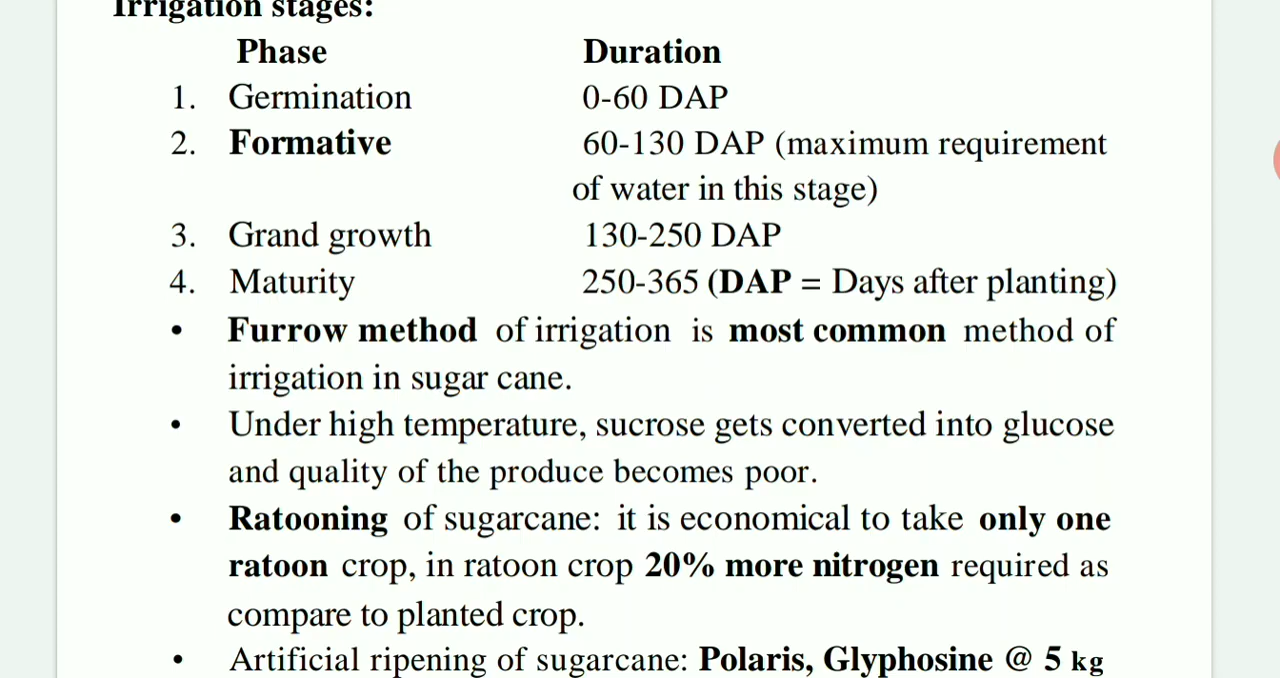 Irrigation stages:
Phase Duration
1. Germination 0-60 DAP
2. Formative 60-130 DAP (maximum requirement
of water in this stage)
3. Grand growth 130-250 DAP
4. Maturity 250-365 (DAP = Days after planting)
• Furrow method of irrigation is most common method of
irrigation in sugar cane.
• Under high temperature, sucrose gets converted into glucose
and quality of the produce becomes poor.
• Ratooning of sugarcane: it is economical to take only one
ratoon crop, in ratoon crop 20% more nitrogen required as
compare to planted crop.
• Artificial ripening of sugarcane: Polaris, Glyphosine @ 5 kg